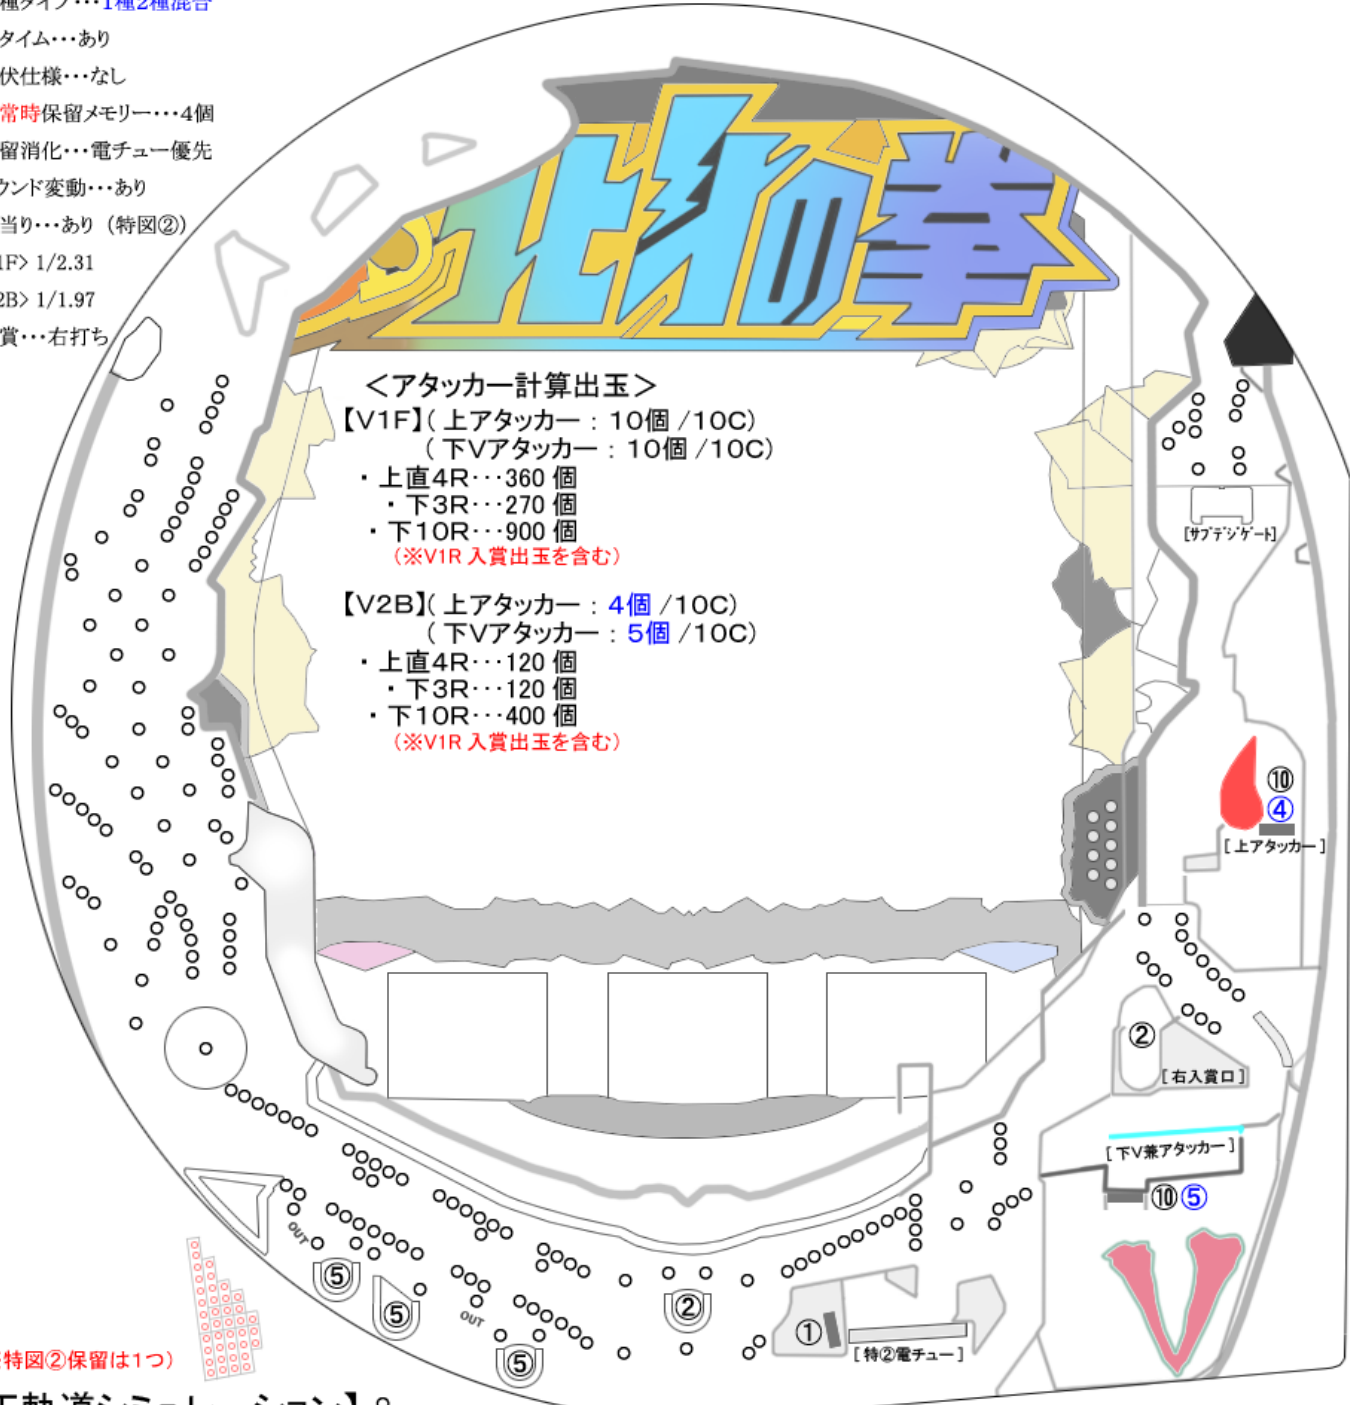 種タイプ・・・1種2種混合
タイム・・・あり
伏仕様・・・なし
常時保留メモリー・・・4個
留消化・・・電チュー優先
ウンド変動・・・あり
当り・・・あり（特図②）
1F> 1/2.31
2B> 1/1.97
賞・・・右打ち
北斗の拳
＜アタッカー計算出玉＞
【V1F】（上アタッカー：10個/10C）
（下Vアタッカー：10個/10C）
・上直4R・・・360個
・下3R・・・270個
・下10R・・・900個
（※V1R入賞出玉を含む）
【V2B】（上アタッカー：4個/10C）
（下Vアタッカー：5個/10C）
・上直4R・・・120個
・下3R・・・120個
・下10R・・・400個
（※V1R入賞出玉を含む）
[サブデジゲート]
⑩
④
[上アタッカー]
②
[右入賞口]
[下V兼アタッカー]
⑩⑤
V
OUT
⑤
⑤
OUT
⑤
②
①
[特②電チュー]
特図②保留は1つ）